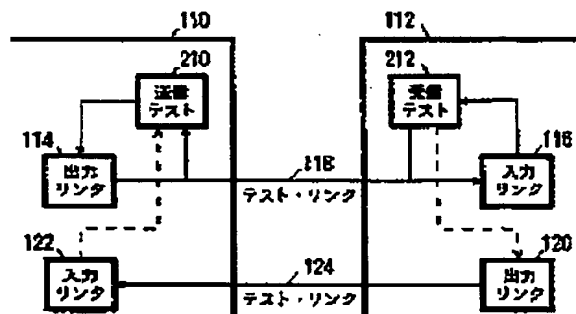 110
112
210
送信
テスト
212
受信
テスト
114
出力
リンク
118
テスト・リンク
116
入力
リンク
122
入力
リンク
124
テスト・リンク
120
出力
リンク